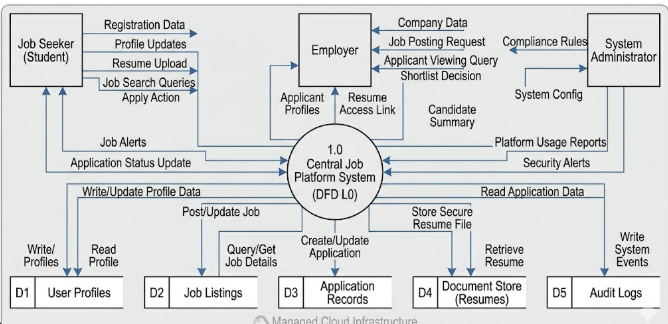 Job Seeker
(Student)
Registration Data
Profile Updates
Resume Upload
Job Search Queries
Apply Action
Employer
Company Data
Job Posting Request
Applicant Viewing Query
Shortlist Decision
Compliance Rules
System
Administrator
System Config
Applicant
Profiles
Resume
Access Link
Candidate
Summary
Job Alerts
Application Status Update
1.0
Central Job
Platform System
(DFD L0)
Platform Usage Reports
Security Alerts
Write/Update Profile Data
Read Application Data
Post/Update Job
Store Secure
Resume File
Write/
Profiles
Read
Profile
Query/Get
Job Details
Create/Update
Application
Retrieve
Resume
Write
System
Events
D1 User Profiles
D2 Job Listings
D3 Application
Records
D4 Document Store
(Resumes)
D5 Audit Logs
Managed Cloud Infrastructure